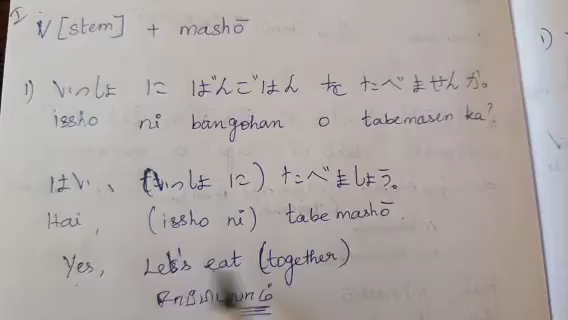 I V [stem] + mashō
1) いっしょ に ばんごはん を たべませんか。
issho ni bangohan o tabemasen ka?
はい、 (いっしょ に) たべましょう。
Hai, (issho ni) tabemashō.
Yes, Let's eat (together)
1)